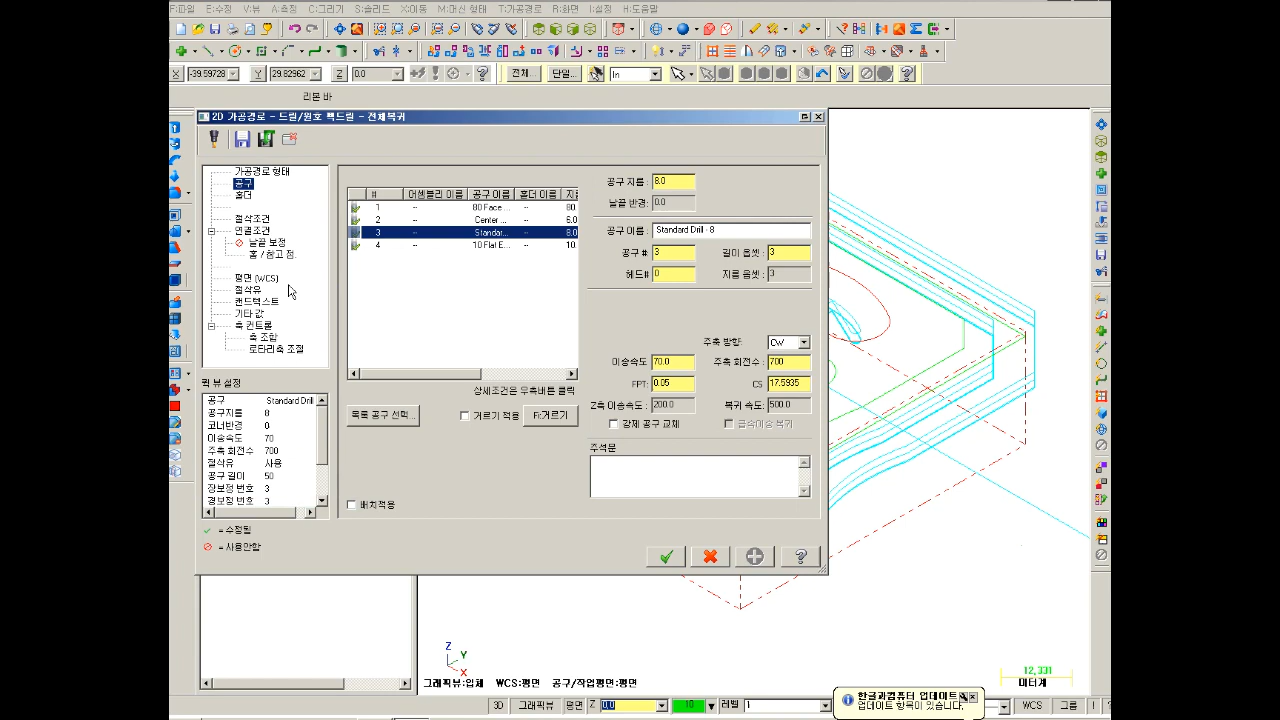 F:파일 E:수정 V:뷰 A:측정 C:그리기 S:솔리드 X:이동 M:머신 형태 T:가공경로 R:화면 I:설정 H:도움말
X -39.59728 Y 29.82962 Z 0.0 전체... 단일... In
리본 바
2D 가공경로 - 드릴/원호 펙드릴 - 전체복귀
가공경로 형태
공구
홀더
절삭조건
연결조건
날끝 보정
홈 / 참고 점.
평면 (WCS)
절삭유
캔드텍스트
기타 값
축 컨트롤
축 조합
로타리축 조절
# 어셈블리 이름 공구 이름 홀더 이름 지
1 -- 80 Face ... -- 80
2 -- Center ... -- 6.0
3 -- Standar... -- 8.0
4 -- 10 Flat E... -- 10.
공구 지름 : 8.0
날끝 반경: 0.0
공구 이름 : Standard Drill - 8
공구 # 3 길이 옵셋 : 3
헤드# 0 지름 옵셋 : 3
주축 방향: CW
이송속도 70.0 주축 회전수 : 700
FPT: 0.05 CS 17.5935
Z축 이송속도 : 200.0 복귀 속도: 500.0
강제 공구 교체 급속이송 복귀
주석문
상세조건은 우측버튼 클릭
목록 공구 선택... 거르기 적용 F:거르기
배치적용
퀵 뷰 설정
공구 Standard Drill
공구지름 8
코너반경 0
이송속도 70
주축 회전수 700
절삭유 사용
공구 길이 50
장보정 번호 3
경보정 번호 3
= 수정됨
= 사용안함
Z
Y
X
그래픽뷰:입체 WCS:평면 공구/작업평면:평면
12.331
미터계
한글과컴퓨터 업데이트
업데이트 항목이 있습니다.
3D 그래픽뷰 평면 Z 0.0 10 레벨 1 WCS 그룹